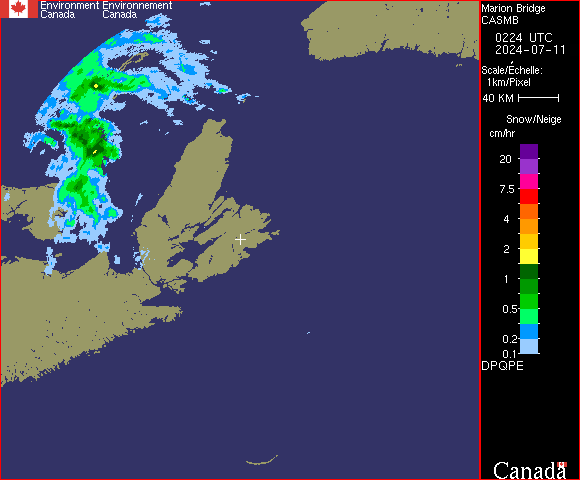 Environment Environnement
Canada Canada
Marion Bridge
CASMB
0224 UTC
2024-07-11
Scale/Echelle:
1km/Pixel
40 KM
Snow/Neige
cm/hr
20
7.5
4
2
1
0.5
0.2
0.1
DPQPE
Canada